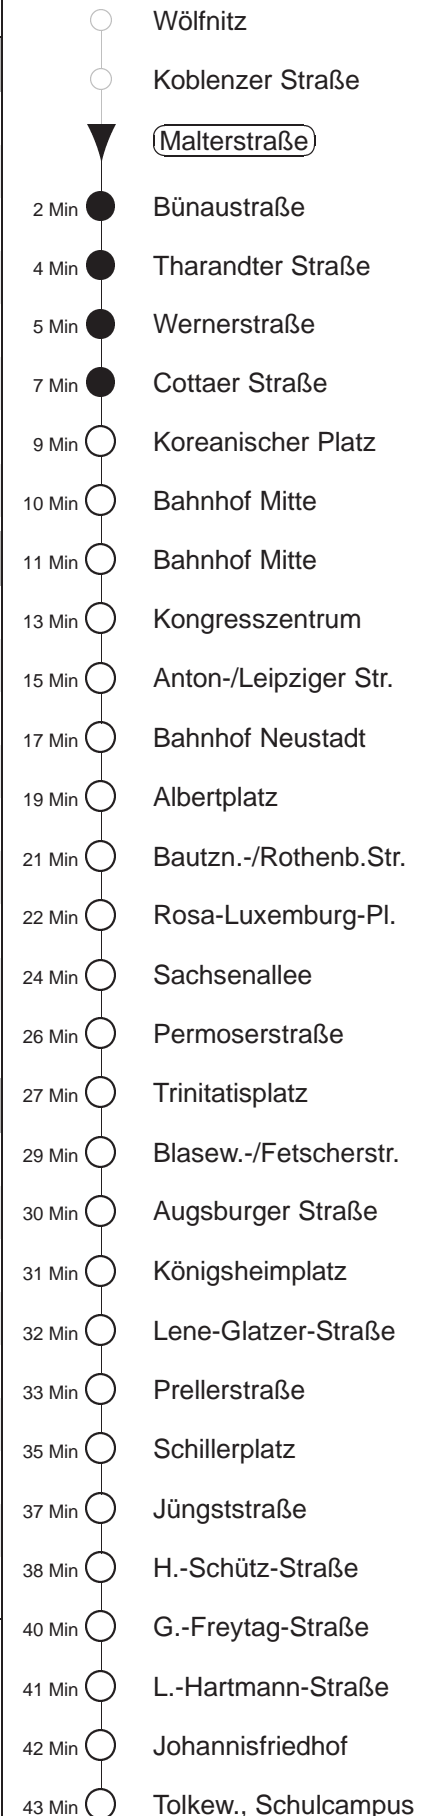 Wölfnitz
Koblenzer Straße
Malterstraße
2 Min Bünaustraße
4 Min Tharandter Straße
5 Min Wernerstraße
7 Min Cottaer Straße
9 Min Koreanischer Platz
10 Min Bahnhof Mitte
11 Min Bahnhof Mitte
13 Min Kongresszentrum
15 Min Anton-/Leipziger Str.
17 Min Bahnhof Neustadt
19 Min Albertplatz
21 Min Bautzn.-/Rothenb.Str.
22 Min Rosa-Luxemburg-Pl.
24 Min Sachsenallee
26 Min Permoserstraße
27 Min Trinitatisplatz
29 Min Blasew.-/Fetscherstr.
30 Min Augsburger Straße
31 Min Königsheimplatz
32 Min Lene-Glatzer-Straße
33 Min Prellerstraße
35 Min Schillerplatz
37 Min Jüngststraße
38 Min H.-Schütz-Straße
40 Min G.-Freytag-Straße
41 Min L.-Hartmann-Straße
42 Min Johannisfriedhof
43 Min Tolkew., Schulcampus